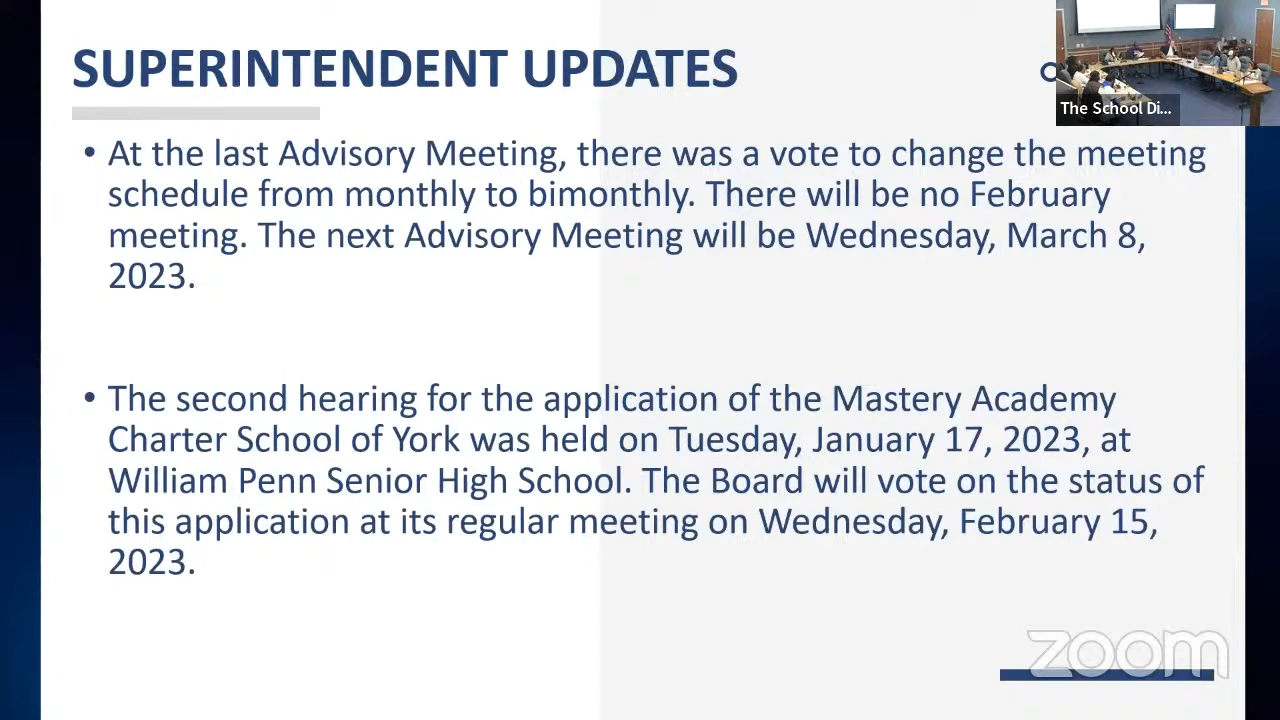 SUPERINTENDENT UPDATES
The School Di...
• At the last Advisory Meeting, there was a vote to change the meeting
schedule from monthly to bimonthly. There will be no February
meeting. The next Advisory Meeting will be Wednesday, March 8,
2023.
• The second hearing for the application of the Mastery Academy
Charter School of York was held on Tuesday, January 17, 2023, at
William Penn Senior High School. The Board will vote on the status of
this application at its regular meeting on Wednesday, February 15,
2023.
zoom